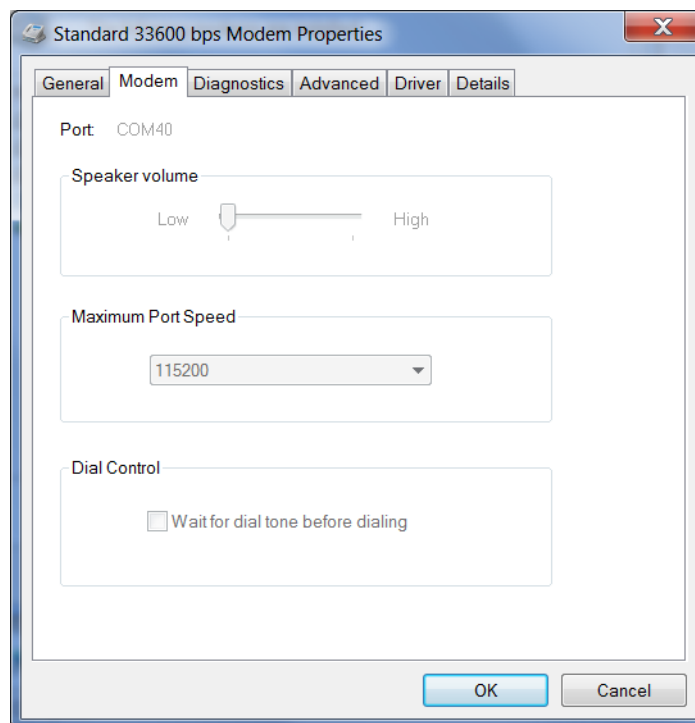 Standard 33600 bps Modem Properties
General Modem Diagnostics Advanced Driver Details
Port: COM40
Speaker volume
Low High
Maximum Port Speed
115200
Dial Control
Wait for dial tone before dialing
OK Cancel